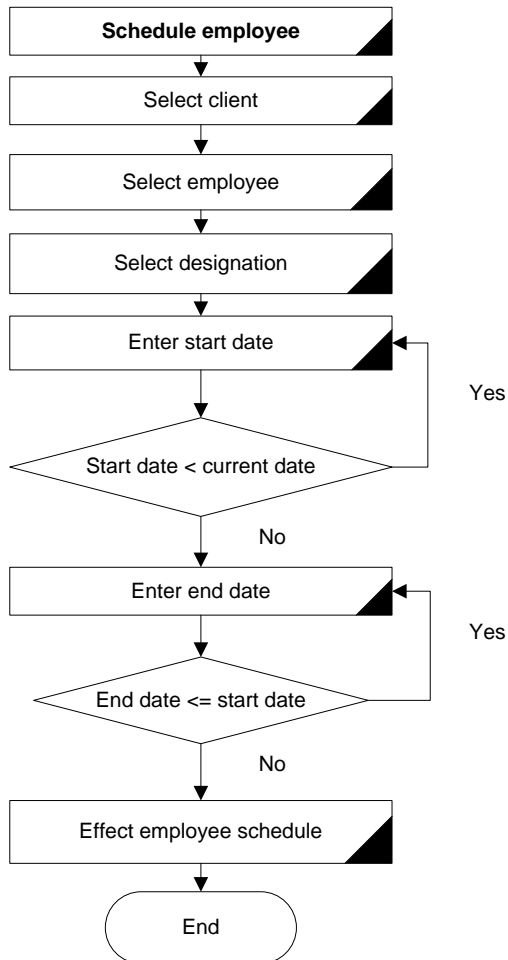 Schedule employee
Select client
Select employee
Select designation
Enter start date
Yes
Start date < current date
No
Enter end date
Yes
End date <= start date
No
Effect employee schedule
End